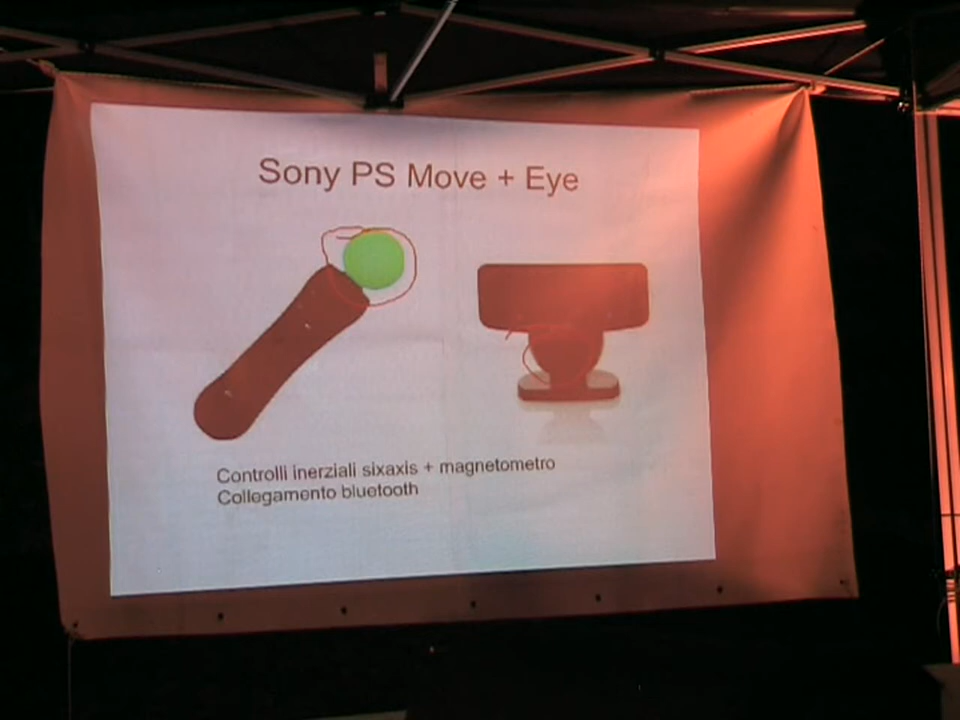 Sony PS Move + Eye
Controlli inerziali sixaxis + magnetometro
Collegamento bluetooth